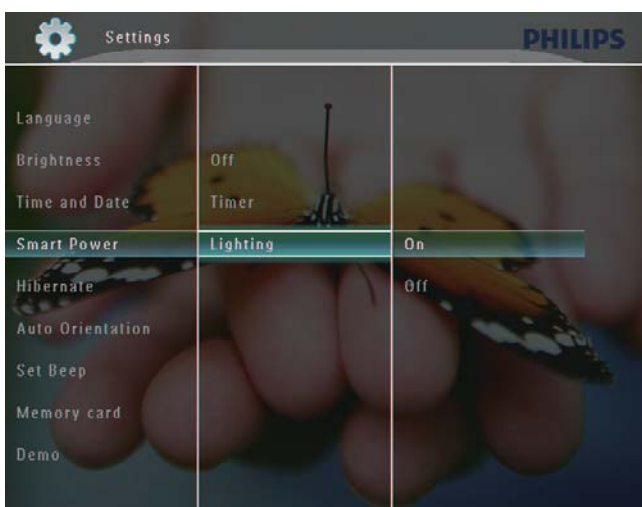 Settings
PHILIPS
Language
Brightness
Off
Time and Date
Timer
Smart Power
Lighting
On
Hibernate
Off
Auto Orientation
Set Beep
Memory card
Demo